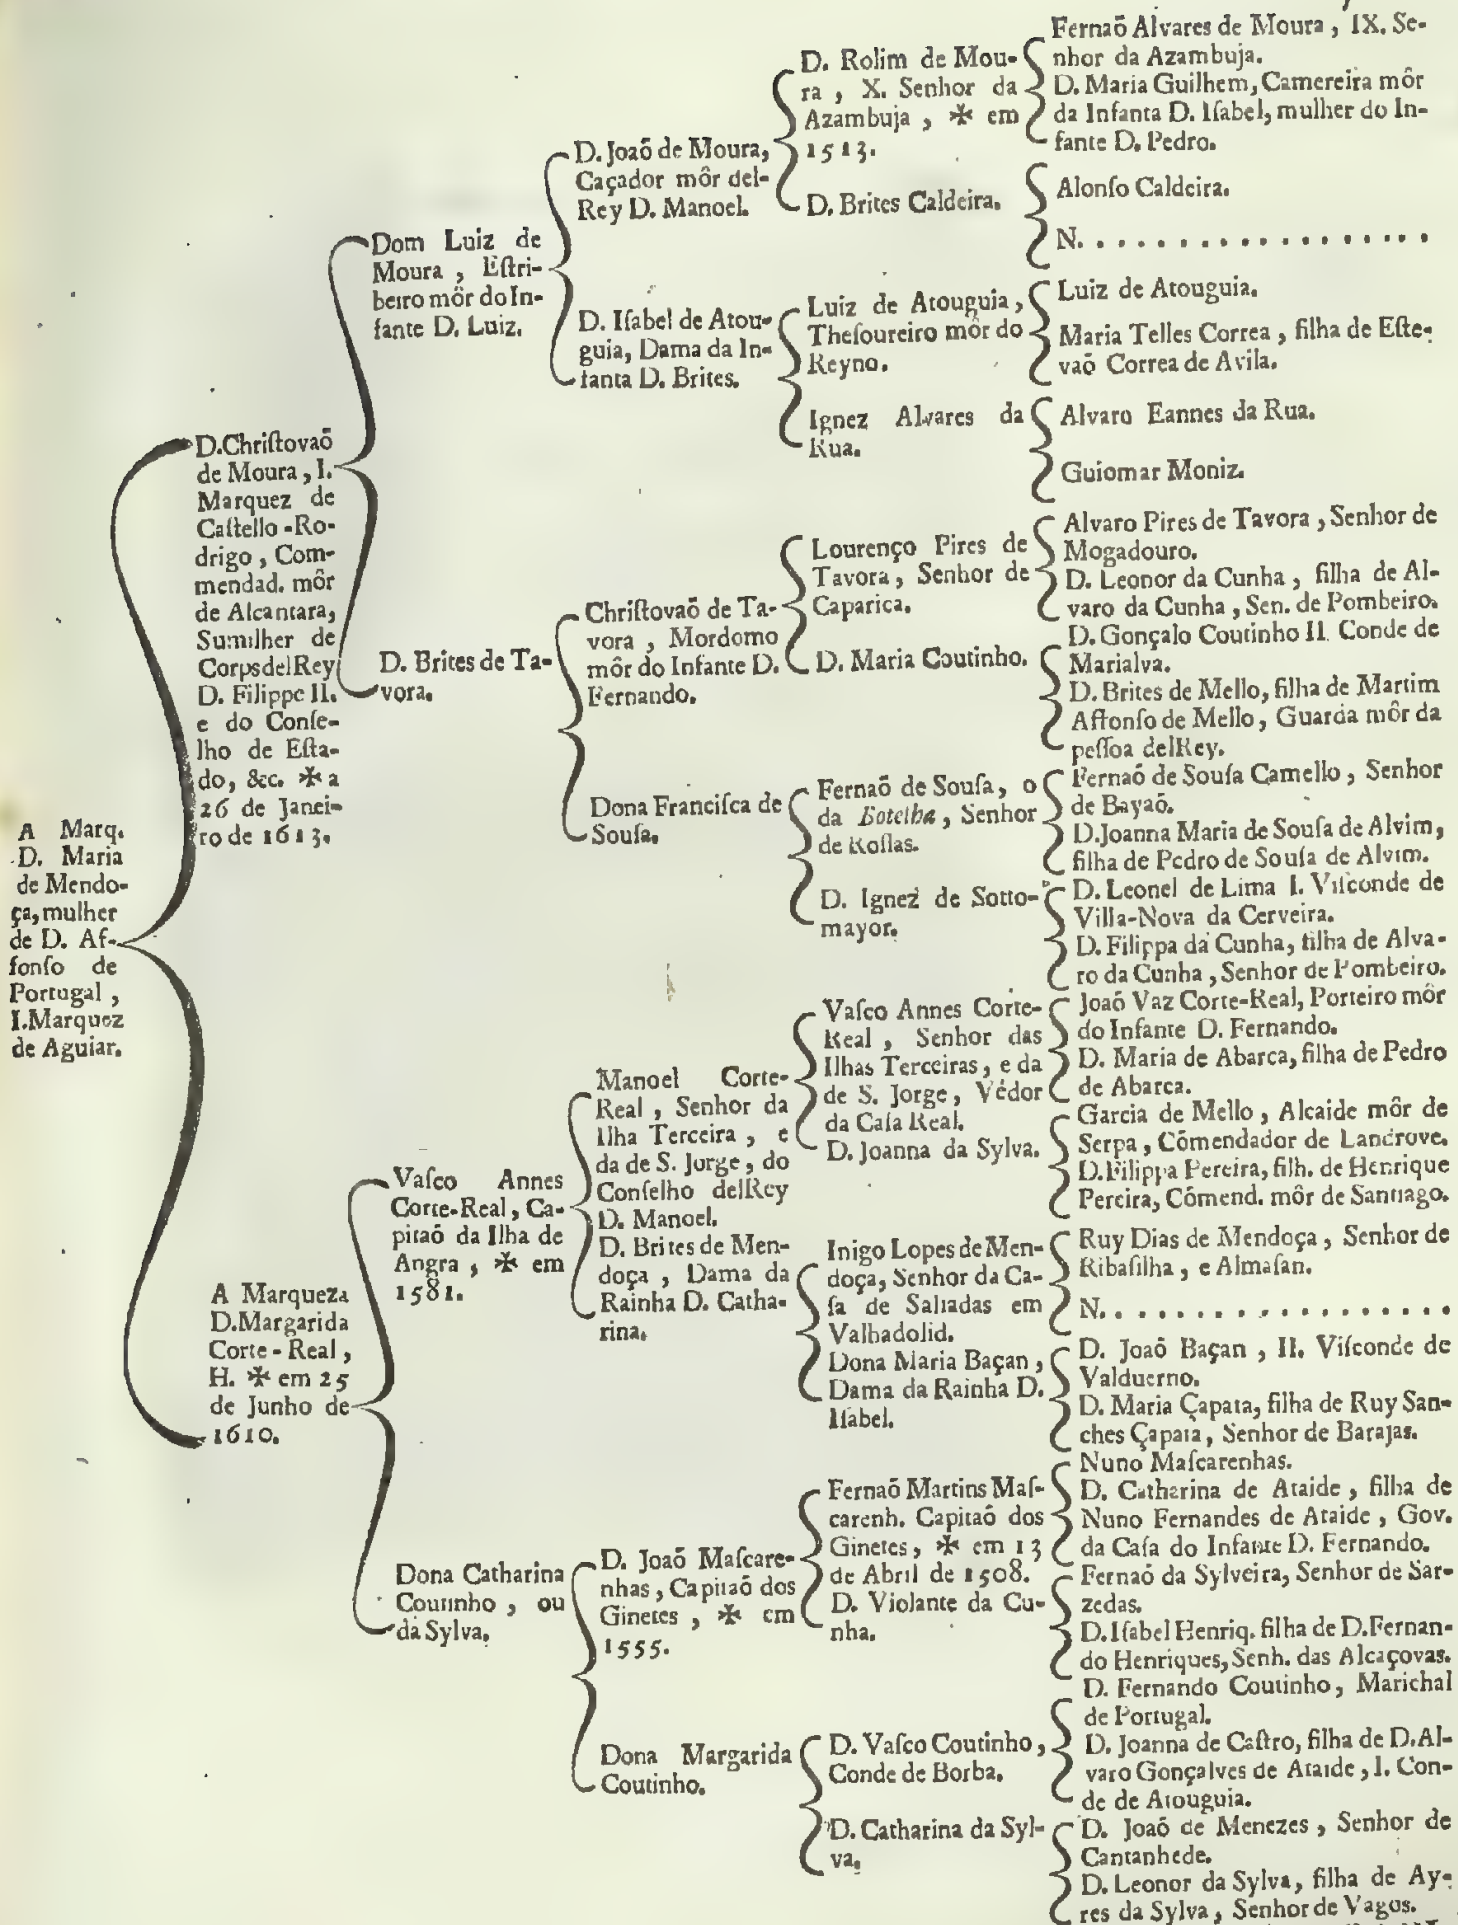 A Marq.
D. Maria
de Mendo-
ça, mulher
de D. Af-
fonſo de
Portugal ,
I. Marquez
de Aguiar.
D. Chriſtovaõ
de Moura , I.
Marquez de
Caſtello-Ro-
drigo , Com-
mendad. môr
de Alcantara,
Sumilher de
CorpsdelRey
D. Filippe II.
e do Conſe-
lho de Eſta-
do, &c. ✠ a
26 de Janei-
ro de 1613.
A Marqueza
D. Margarida
Corte-Real ,
H. ✠ em 25
de Junho de
1610.
Dom Luiz de
Moura , Eſtri-
beiro môr do In-
fante D. Luiz.
D. Brites de Ta-
vora.
Vaſco Annes
Corte-Real , Ca-
pitaõ da Ilha de
Angra , ✠ em
1581.
Dona Catharina
Coutinho , ou
da Sylva.
D. Joaõ de Moura,
Caçador môr del-
Rey D. Manoel.
D. Iſabel de Atou-
guia, Dama da In-
fanta D. Brites.
Chriſtovaõ de Ta-
vora , Mordomo
môr do Infante D.
Fernando.
Dona Franciſca de
Souſa.
Manoel Corte-
Real , Senhor da
Ilha Terceira , e
da de S. Jorge , do
Conſelho delRey
D. Manoel.
D. Brites de Men-
doça , Dama da
Rainha D. Catha-
rina.
D. Joaõ Maſcare-
nhas , Capitaõ dos
Ginetes , ✠ em
1555.
Dona Margarida
Coutinho.
D. Rolim de Mou-
ra , X. Senhor da
Azambuja , ✠ em
1513.
D. Brites Caldeira.
Luiz de Atouguia ,
Theſoureiro môr do
Reyno.
Ignez Alvares da
Rua.
Lourenço Pires de
Tavora , Senhor de
Caparica.
D. Maria Coutinho.
Fernaõ de Souſa , o
da Botelha , Senhor
de Roſſas.
D. Ignez de Sotto-
mayor.
Vaſco Annes Corte-
Real , Senhor das
Ilhas Terceiras , e da
de S. Jorge , Védor
da Caſa Real.
D. Joanna da Sylva.
Inigo Lopes de Men-
doça, Senhor da Ca-
ſa de Saliadas em
Valhadolid.
Dona Maria Baçan ,
Dama da Rainha D.
Iſabel.
Fernaõ Martins Maſ-
carenh. Capitaõ dos
Ginetes , ✠ em 13
de Abril de 1508.
D. Violante da Cu-
nha.
D. Vaſco Coutinho ,
Conde de Borba.
D. Catharina da Syl-
va.
Fernaõ Alvares de Moura , IX. Se-
nhor da Azambuja.
D. Maria Guilhem, Camereira môr
da Infanta D. Iſabel, mulher do In-
fante D. Pedro.
Alonſo Caldeira.
N. . . . . . . . . . . . . . . . . .
Luiz de Atouguia.
Maria Telles Correa , filha de Eſte-
vaõ Correa de Avila.
Alvaro Eannes da Rua.
Guiomar Moniz.
Alvaro Pires de Tavora , Senhor de
Mogadouro.
D. Leonor da Cunha , filha de Al-
varo da Cunha , Sen. de Pombeiro.
D. Gonçalo Coutinho II. Conde de
Marialva.
D. Brites de Mello, filha de Martim
Affonſo de Mello , Guarda môr da
peſſoa delRey.
Fernaõ de Souſa Camello , Senhor
de Bayaõ.
D. Joanna Maria de Souſa de Alvim,
filha de Pedro de Souſa de Alvim.
D. Leonel de Lima I. Viſconde de
Villa-Nova da Cerveira.
D. Filippa da Cunha, filha de Alva-
ro da Cunha , Senhor de Pombeiro.
Joaõ Vaz Corte-Real, Porteiro môr
do Infante D. Fernando.
D. Maria de Abarca, filha de Pedro
de Abarca.
Garcia de Mello , Alcaide môr de
Serpa , Cõmendador de Landrove.
D. Filippa Pereira, filh. de Henrique
Pereira, Cõmend. môr de Santiago.
Ruy Dias de Mendoça , Senhor de
Ribaſilha , e Almaſan.
N. . . . . . . . . . . . . . . . . .
D. Joaõ Baçan , II. Viſconde de
Valduerno.
D. Maria Çapata, filha de Ruy San-
ches Çapata , Senhor de Barajas.
Nuno Maſcarenhas.
D. Catharina de Ataide , filha de
Nuno Fernandes de Ataide , Gov.
da Caſa do Infante D. Fernando.
Fernaõ da Sylveira, Senhor de Sar-
zedas.
D. Iſabel Henriq. filha de D. Fernan-
do Henriques, Senh. das Alcaçovas.
D. Fernando Coutinho , Marichal
de Portugal.
D. Joanna de Caſtro, filha de D. Al-
varo Gonçalves de Ataide , I. Con-
de de Atouguia.
D. Joaõ de Menezes , Senhor de
Cantanhede.
D. Leonor da Sylva, filha de Ay-
res da Sylva , Senhor de Vagos.